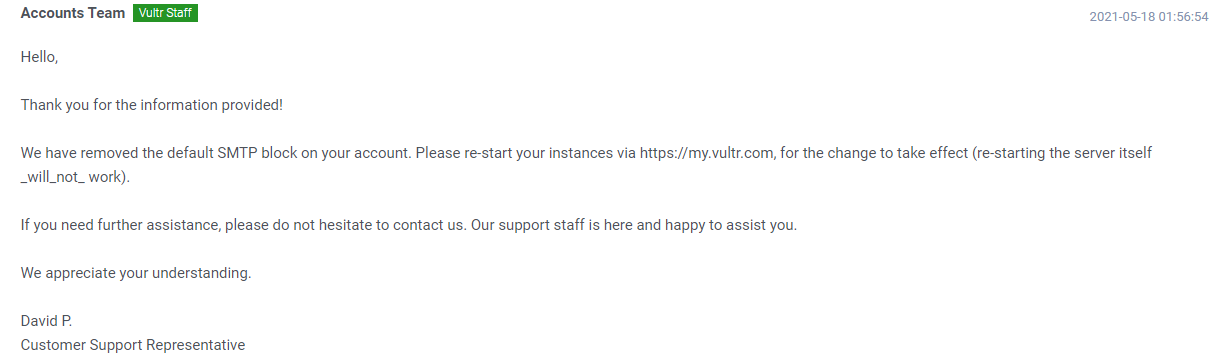 Accounts Team Vultr Staff 2021-05-18 01:56:54
Hello,
Thank you for the information provided!
We have removed the default SMTP block on your account. Please re-start your instances via https://my.vultr.com, for the change to take effect (re-starting the server itself
_will_not_ work).
If you need further assistance, please do not hesitate to contact us. Our support staff is here and happy to assist you.
We appreciate your understanding.
David P.
Customer Support Representative